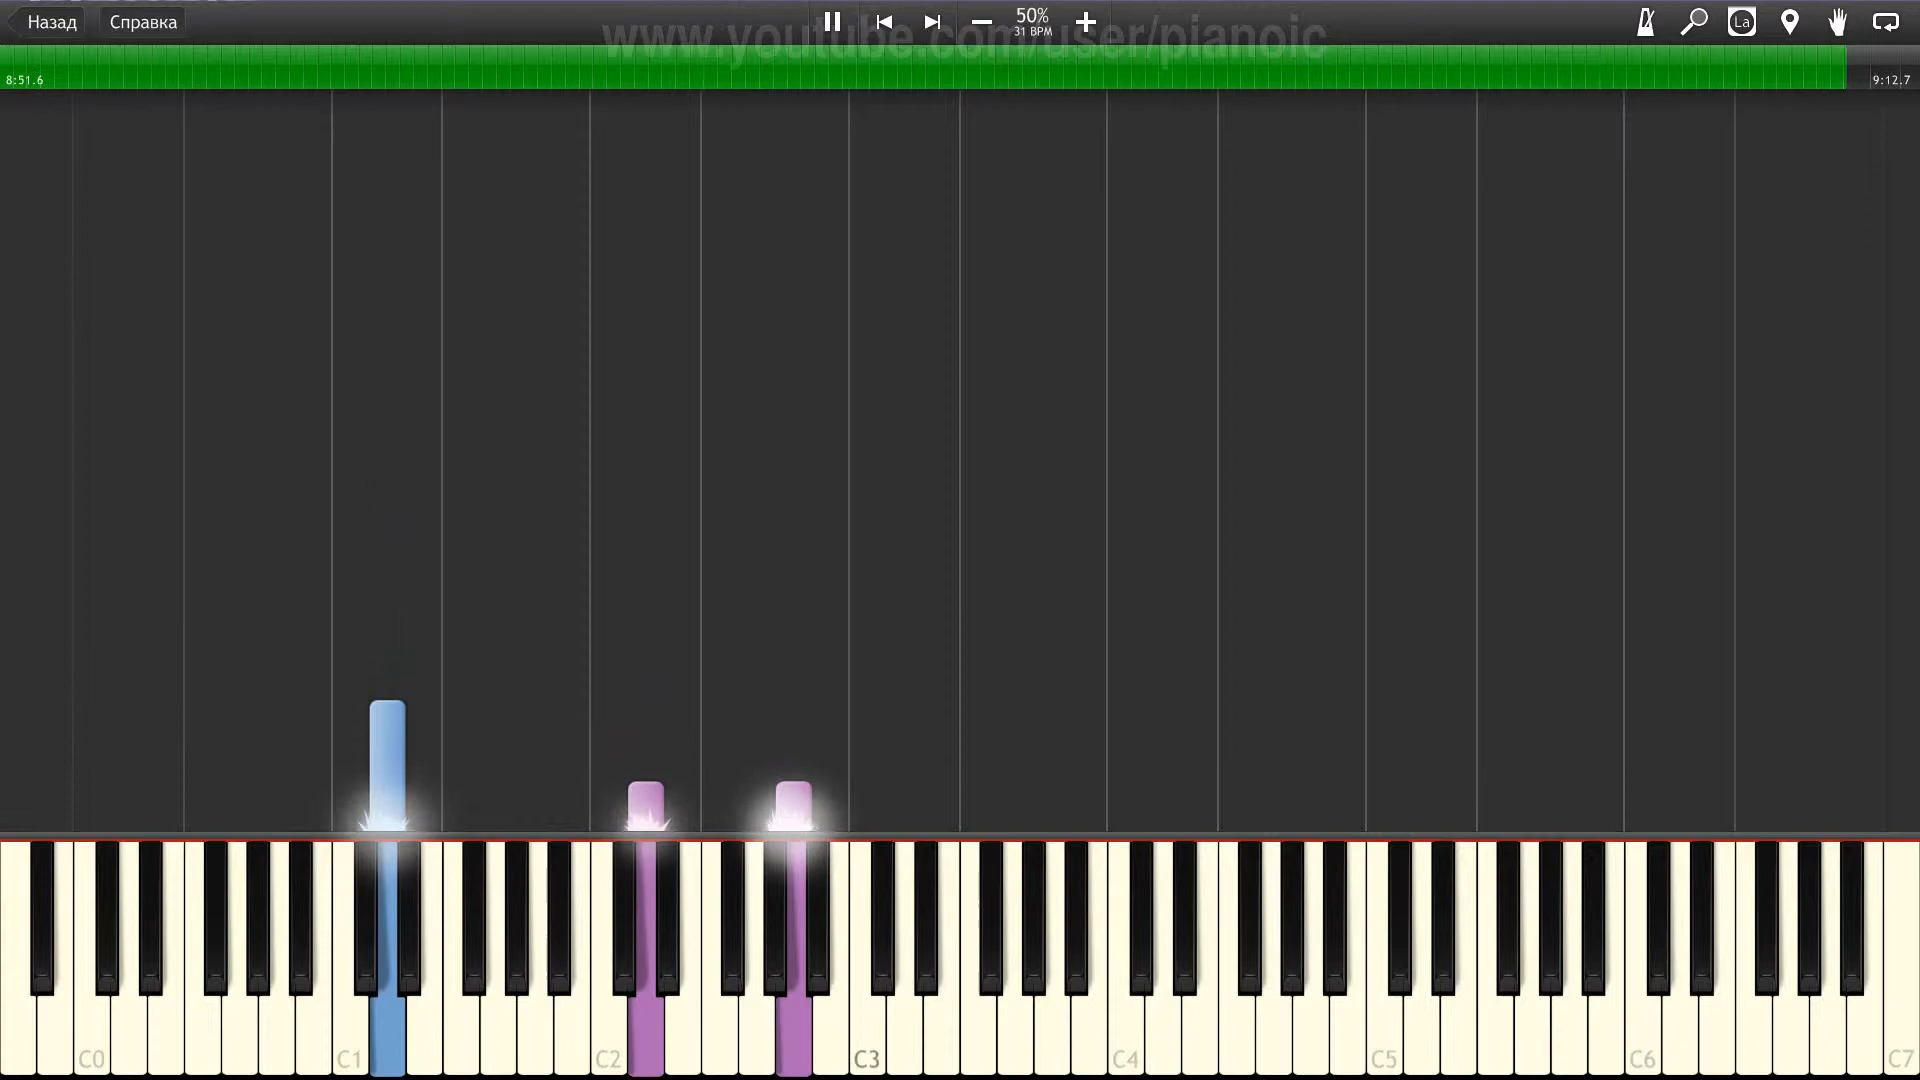 Назад Справка 50%
31 BPM
www.youtube.com/user/pianoic
La
8:51.6 9:12.7
C0 C1 C2 C3 C4 C5 C6 C7